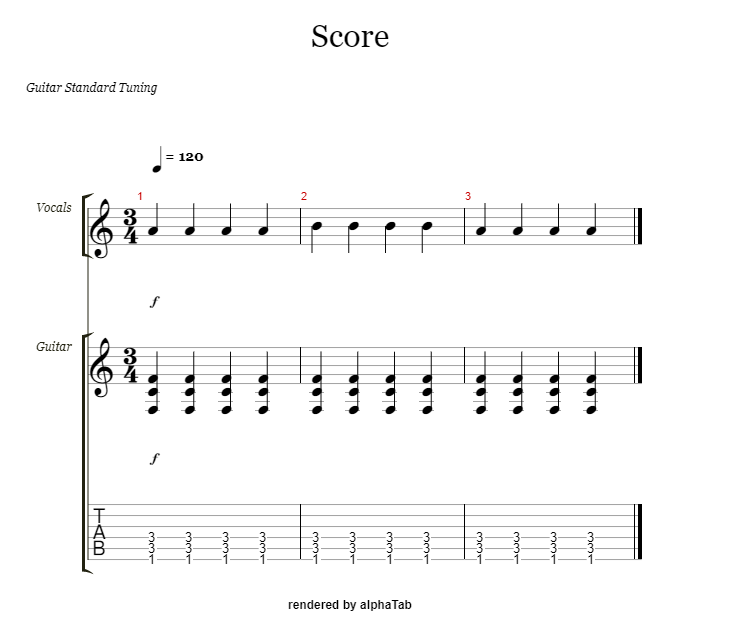 Score
Guitar Standard Tuning
= 120
Vocals
1 2 3
3
4
f
Guitar
3
4
f
T
A
B
3 3 3 3 3 3 3 3 3 3 3 3
3 3 3 3 3 3 3 3 3 3 3 3
1 1 1 1 1 1 1 1 1 1 1 1
rendered by alphaTab